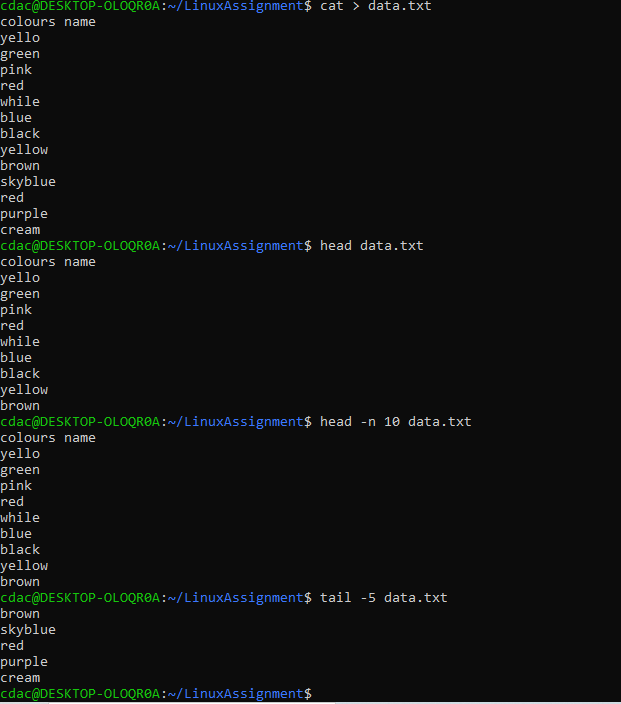 cdac@DESKTOP-OLOQR0A:~/LinuxAssignment$ cat > data.txt
colours name
yello
green
pink
red
while
blue
black
yellow
brown
skyblue
red
purple
cream
cdac@DESKTOP-OLOQR0A:~/LinuxAssignment$ head data.txt
colours name
yello
green
pink
red
while
blue
black
yellow
brown
cdac@DESKTOP-OLOQR0A:~/LinuxAssignment$ head -n 10 data.txt
colours name
yello
green
pink
red
while
blue
black
yellow
brown
cdac@DESKTOP-OLOQR0A:~/LinuxAssignment$ tail -5 data.txt
brown
skyblue
red
purple
cream
cdac@DESKTOP-OLOQR0A:~/LinuxAssignment$